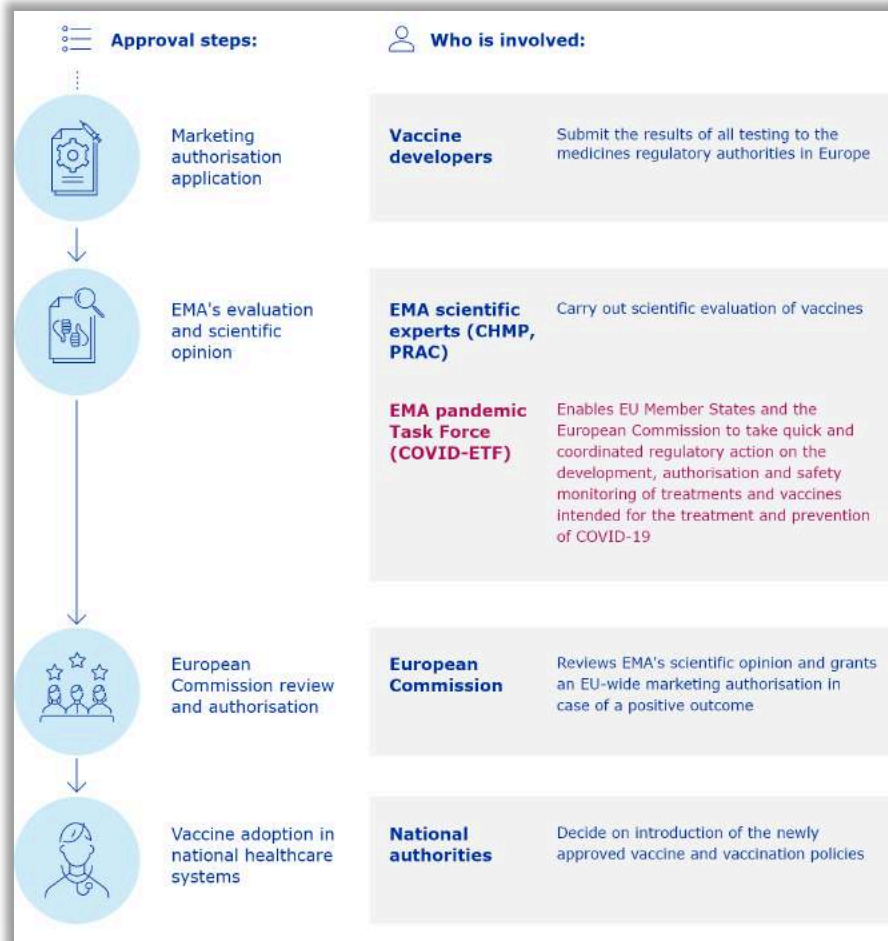 Approval steps:
Who is involved:
Marketing
authorisation
application
Vaccine
developers
Submit the results of all testing to the
medicines regulatory authorities in Europe
EMA's evaluation
and scientific
opinion
EMA scientific
experts (CHMP,
PRAC)
Carry out scientific evaluation of vaccines
EMA pandemic
Task Force
(COVID-ETF)
Enables EU Member States and the
European Commission to take quick and
coordinated regulatory action on the
development, authorisation and safety
monitoring of treatments and vaccines
intended for the treatment and prevention
of COVID-19
European
Commission review
and authorisation
European
Commission
Reviews EMA's scientific opinion and grants
an EU-wide marketing authorisation in
case of a positive outcome
Vaccine adoption in
national healthcare
systems
National
authorities
Decide on introduction of the newly
approved vaccine and vaccination policies